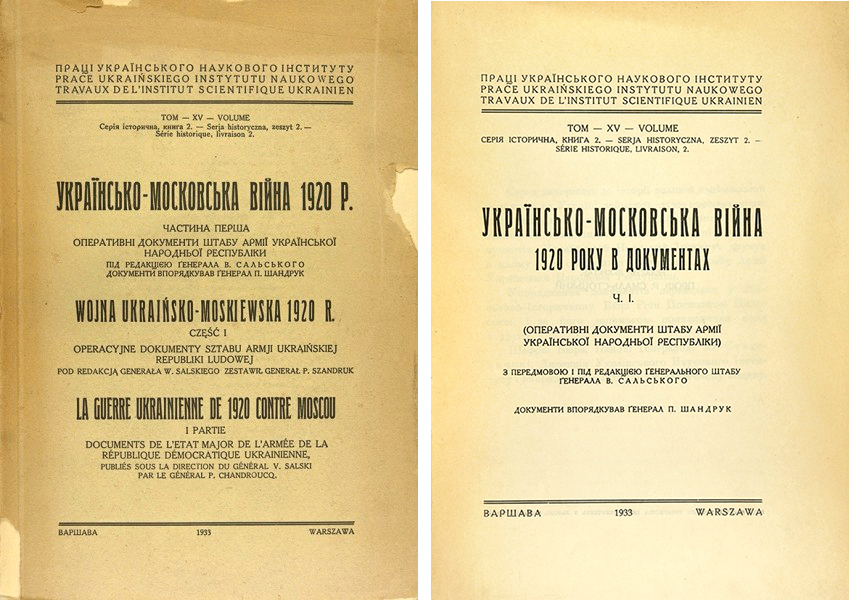 ПРАЦІ УКРАЇНСЬКОГО НАУКОВОГО ІНСТИТУТУ
PRACE UKRAIŃSKIEGO INSTYTUTU NAUKOWEGO
TRAVAUX DE L'INSTITUT SCIENTIFIQUE UKRAINIEN
TOM — XV — VOLUME
Серія історична, книга 2. — Serja historyczna, zeszyt 2. —
Série historique, livraison 2.
УКРАЇНСЬКО-МОСКОВСЬКА ВІЙНА 1920 Р.
ЧАСТИНА ПЕРША
ОПЕРАТИВНІ ДОКУМЕНТИ ШТАБУ АРМІЇ УКРАЇНСЬКОЇ
НАРОДНЬОЇ РЕСПУБЛІКИ
ПІД РЕДАКЦІЄЮ ҐЕНЕРАЛА В. САЛЬСЬКОГО
ДОКУМЕНТИ ВПОРЯДКУВАВ ҐЕНЕРАЛ П. ШАНДРУК
WOJNA UKRAIŃSKO-MOSKIEWSKA 1920 R.
CZĘŚĆ I
OPERACYJNE DOKUMENTY SZTABU ARMJI UKRAIŃSKIEJ
REPUBLIKI LUDOWEJ
POD REDAKCJĄ GENERAŁA W. SALSKIEGO ZESTAWIŁ GENERAŁ P. SZANDRUK
LA GUERRE UKRAINIENNE DE 1920 CONTRE MOSCOU
I PARTIE
DOCUMENTS DE L'ETAT MAJOR DE L'ARMÉE DE LA
RÉPUBLIQUE DÉMOCRATIQUE UKRAINIENNE,
PUBLIÉS SOUS LA DIRECTION DU GÉNÉRAL V. SALSKI
PAR LE GÉNÉRAL P. CHANDROUCQ.
ВАРШАВА 1933 WARSZAWA
ПРАЦІ УКРАЇНСЬКОГО НАУКОВОГО ІНСТИТУТУ
PRACE UKRAIŃSKIEGO INSTYTUTU NAUKOWEGO
TRAVAUX DE L'INSTITUT SCIENTIFIQUE UKRAINIEN
TOM — XV — VOLUME
СЕРІЯ ІСТОРИЧНА, КНИГА 2. — SERJA HISTORYCZNA, ZESZYT 2. —
SÉRIE HISTORIQUE, LIVRAISON, 2.
УКРАЇНСЬКО-МОСКОВСЬКА ВІЙНА
1920 РОКУ В ДОКУМЕНТАХ
Ч. І.
(ОПЕРАТИВНІ ДОКУМЕНТИ ШТАБУ АРМІЇ
УКРАЇНСЬКОЇ НАРОДНЬОЇ РЕСПУБЛІКИ)
З ПЕРЕДМОВОЮ І ПІД РЕДАКЦІЄЮ ҐЕНЕРАЛЬНОГО ШТАБУ
ҐЕНЕРАЛА В. САЛЬСЬКОГО
ДОКУМЕНТИ ВПОРЯДКУВАВ ҐЕНЕРАЛ П. ШАНДРУК
ВАРШАВА 1933 WARSZAWA